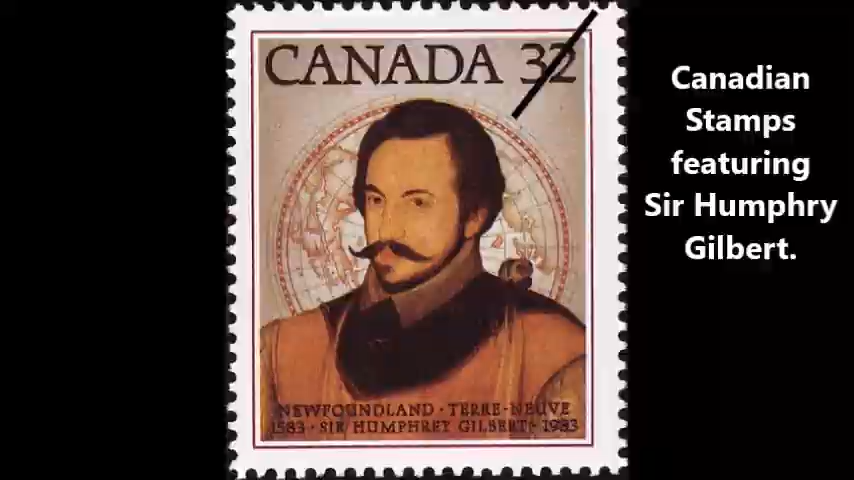 CANADA 32
NEWFOUNDLAND · TERRE-NEUVE
1583 · SIR HUMPHREY GILBERT · 1983
Canadian
Stamps
featuring
Sir Humphry
Gilbert.